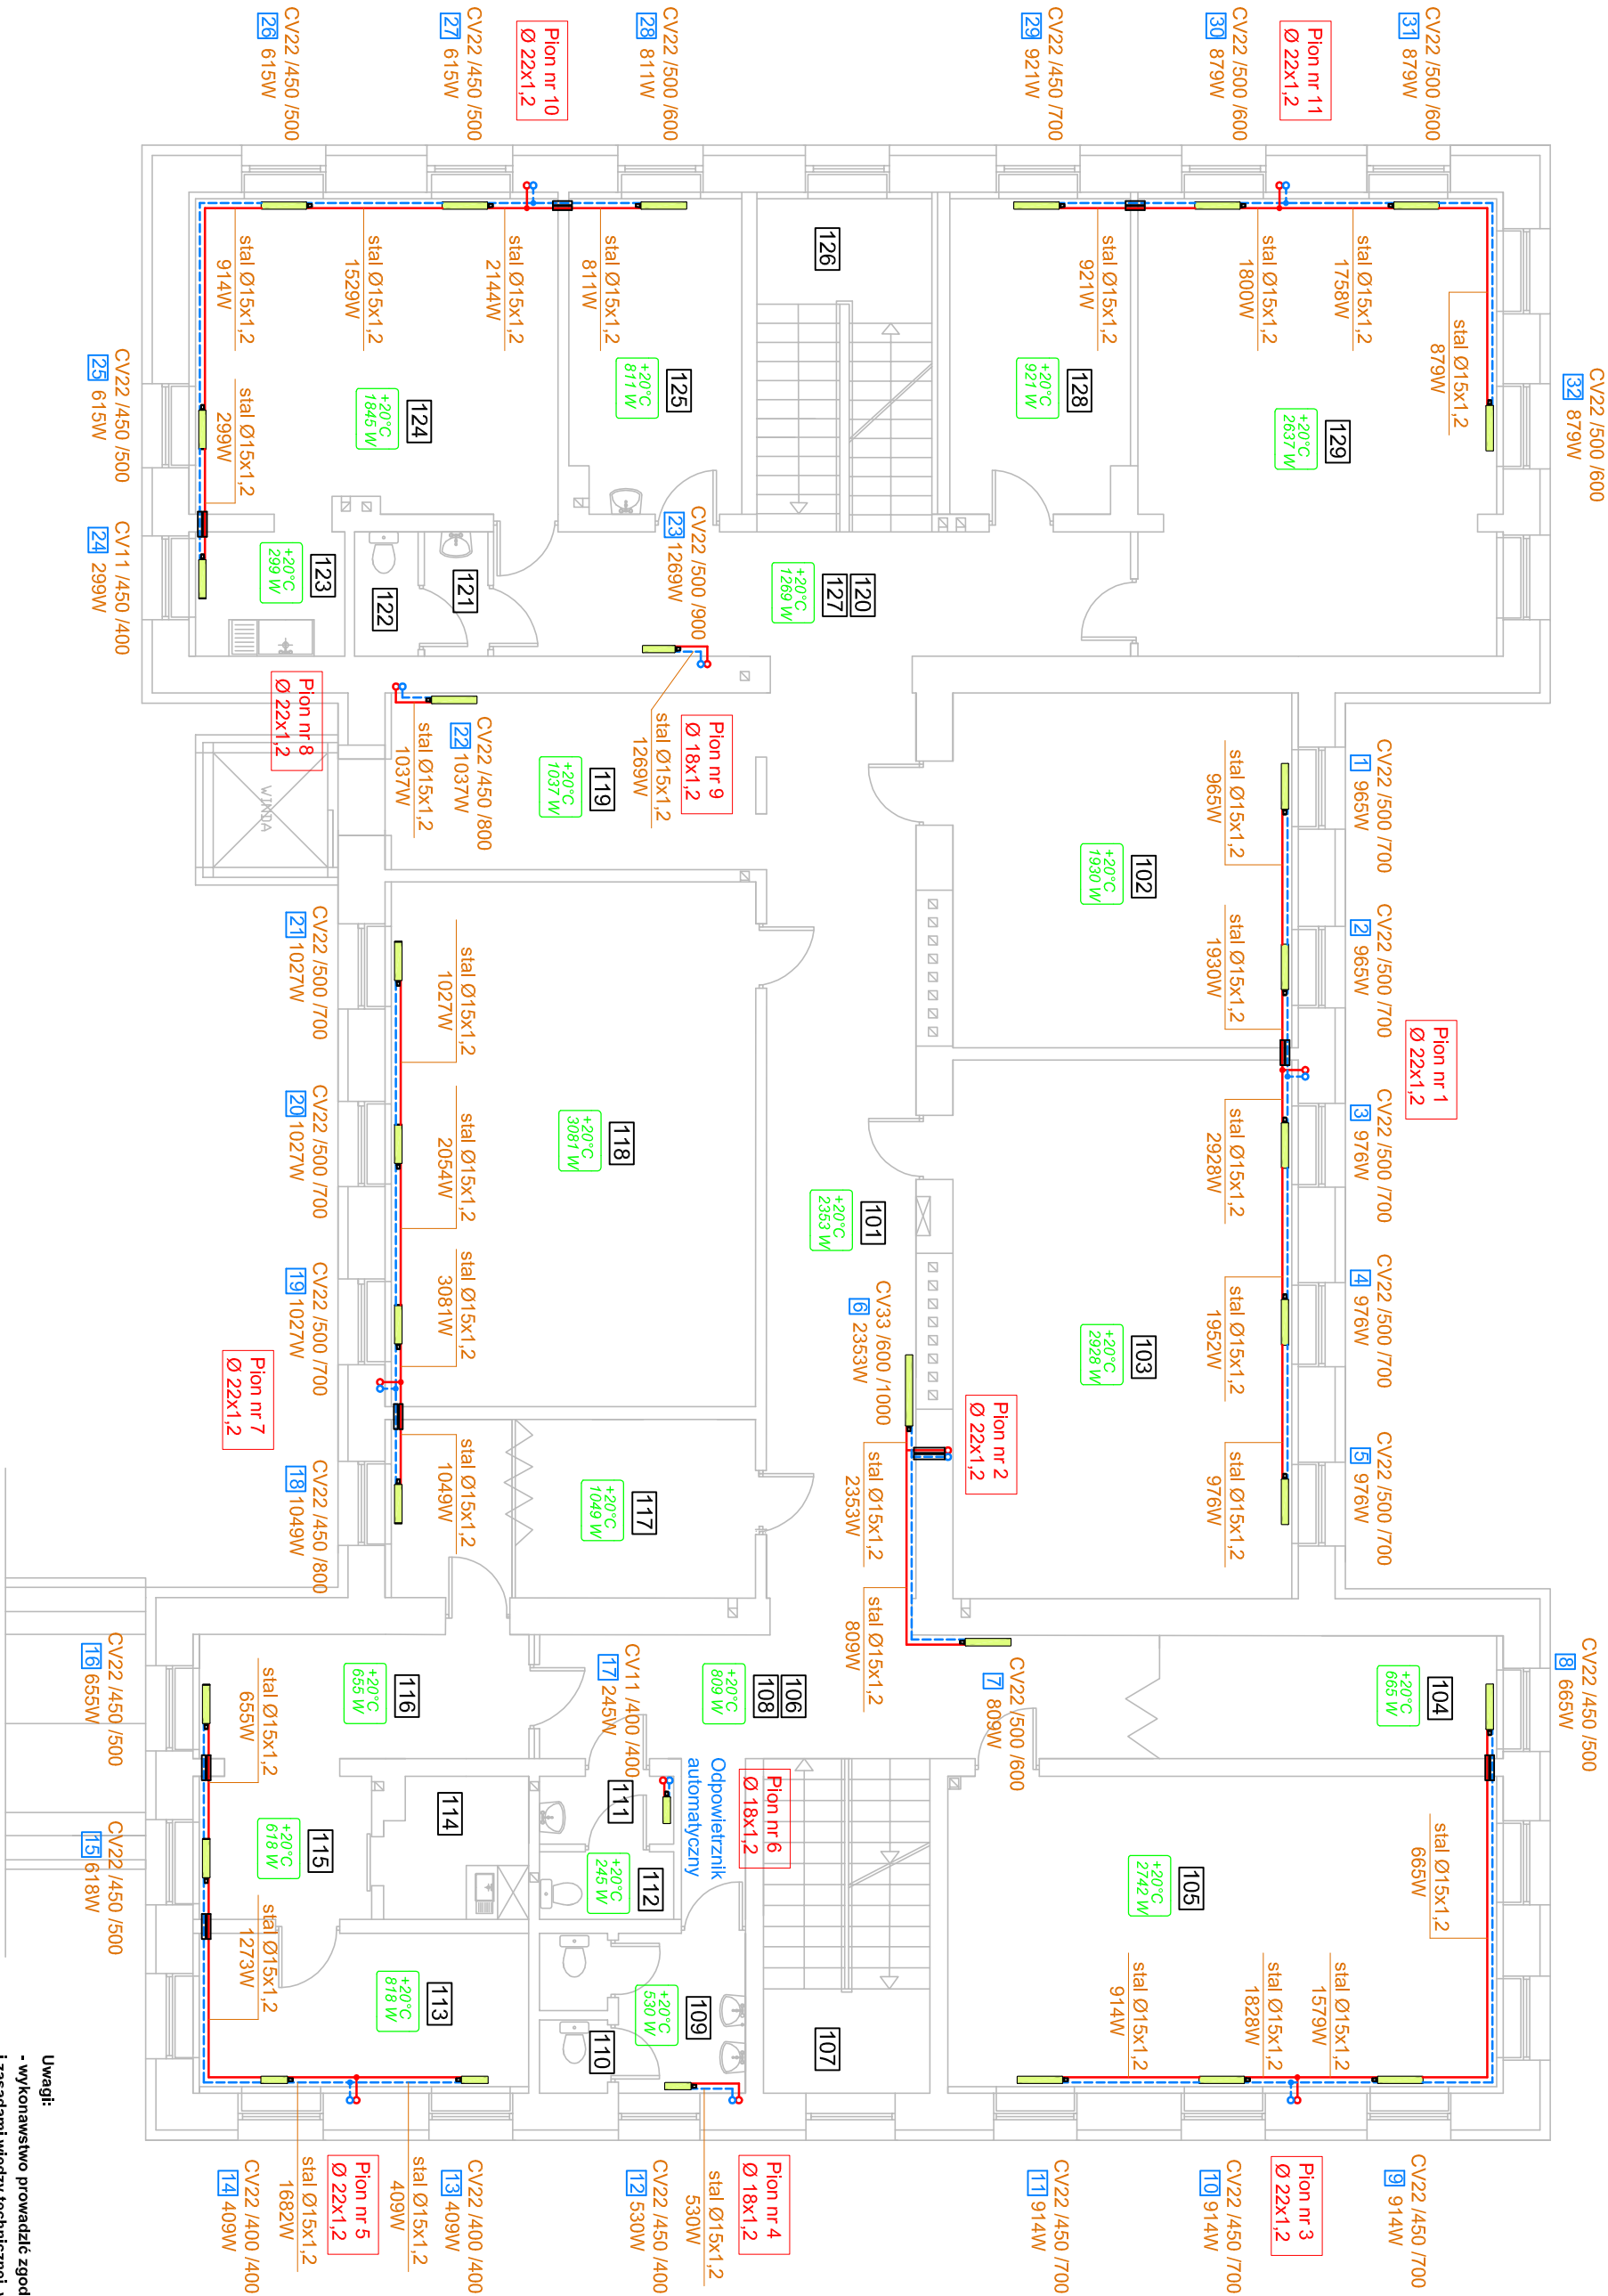 CV22 /500 /600
32 879W
CV22 /500 /700
1 965W
CV22 /500 /700
2 965W
Pion nr 1
Ø 22x1,2
CV22 /500 /700
3 976W
CV22 /500 /700
4 976W
CV22 /500 /700
5 976W
CV22 /450 /500
8 665W
CV22 /500 /600
31 879W
Pion nr 11
Ø 22x1,2
CV22 /500 /600
30 879W
CV22 /450 /700
29 921W
CV22 /500 /600
28 811W
Pion nr 10
Ø 22x1,2
CV22 /450 /500
27 615W
CV22 /450 /500
26 615W
stal Ø15x1,2
879W
stal Ø15x1,2
1758W
stal Ø15x1,2
1800W
stal Ø15x1,2
921W
stal Ø15x1,2
811W
stal Ø15x1,2
2144W
stal Ø15x1,2
1529W
stal Ø15x1,2
914W
129
+20°C
2637 W
128
+20°C
921 W
126
125
+20°C
811 W
124
+20°C
1845 W
stal Ø15x1,2
299W
CV22 /450 /500
25 615W
CV11 /450 /400
24 299W
123
+20°C
299 W
122
121
CV22 /500 /900
23 1269W
120
127
+20°C
1269 W
Pion nr 8
Ø 22x1,2
WINDA
stal Ø15x1,2
1037W
CV22 /450 /800
22 1037W
119
+20°C
1037 W
stal Ø15x1,2
1269W
Pion nr 9
Ø 18x1,2
102
+20°C
1930 W
stal Ø15x1,2
965W
stal Ø15x1,2
1930W
stal Ø15x1,2
2928W
stal Ø15x1,2
1952W
stal Ø15x1,2
976W
103
+20°C
2928 W
101
+20°C
2353 W
CV33 /600 /1000
6 2353W
Pion nr 2
Ø 22x1,2
stal Ø15x1,2
2353W
stal Ø15x1,2
809W
118
+20°C
3081 W
stal Ø15x1,2
1027W
stal Ø15x1,2
2054W
stal Ø15x1,2
3081W
stal Ø15x1,2
1049W
CV22 /500 /700
21 1027W
CV22 /500 /700
20 1027W
CV22 /500 /700
19 1027W
Pion nr 7
Ø 22x1,2
CV22 /450 /800
18 1049W
117
+20°C
1049 W
104
+20°C
665 W
CV22 /500 /600
7 809W
106
108
+20°C
809 W
CV11 /400 /400
17 245W
116
+20°C
655 W
stal Ø15x1,2
655W
CV22 /450 /500
16 655W
stal Ø15x1,2
665W
105
+20°C
2742 W
Pion nr 6
Ø 18x1,2
Odpowietrznik
automatyczny
111
112
+20°C
245 W
114
115
+20°C
618 W
CV22 /450 /500
15 618W
stal Ø15x1,2
1273W
113
+20°C
818 W
109
+20°C
530 W
110
107
stal Ø15x1,2
1579W
stal Ø15x1,2
1828W
stal Ø15x1,2
914W
CV22 /450 /700
9 914W
Pion nr 3
Ø 22x1,2
CV22 /450 /700
10 914W
CV22 /450 /700
11 914W
Pion nr 4
Ø 18x1,2
stal Ø15x1,2
530W
CV22 /450 /400
12 530W
CV22 /400 /400
13 409W
stal Ø15x1,2
409W
Pion nr 5
Ø 22x1,2
stal Ø15x1,2
1682W
CV22 /400 /400
14 409W
Uwagi:
- wykonawstwo prowadzić zgod
i zasadami wiedzy technicznej,